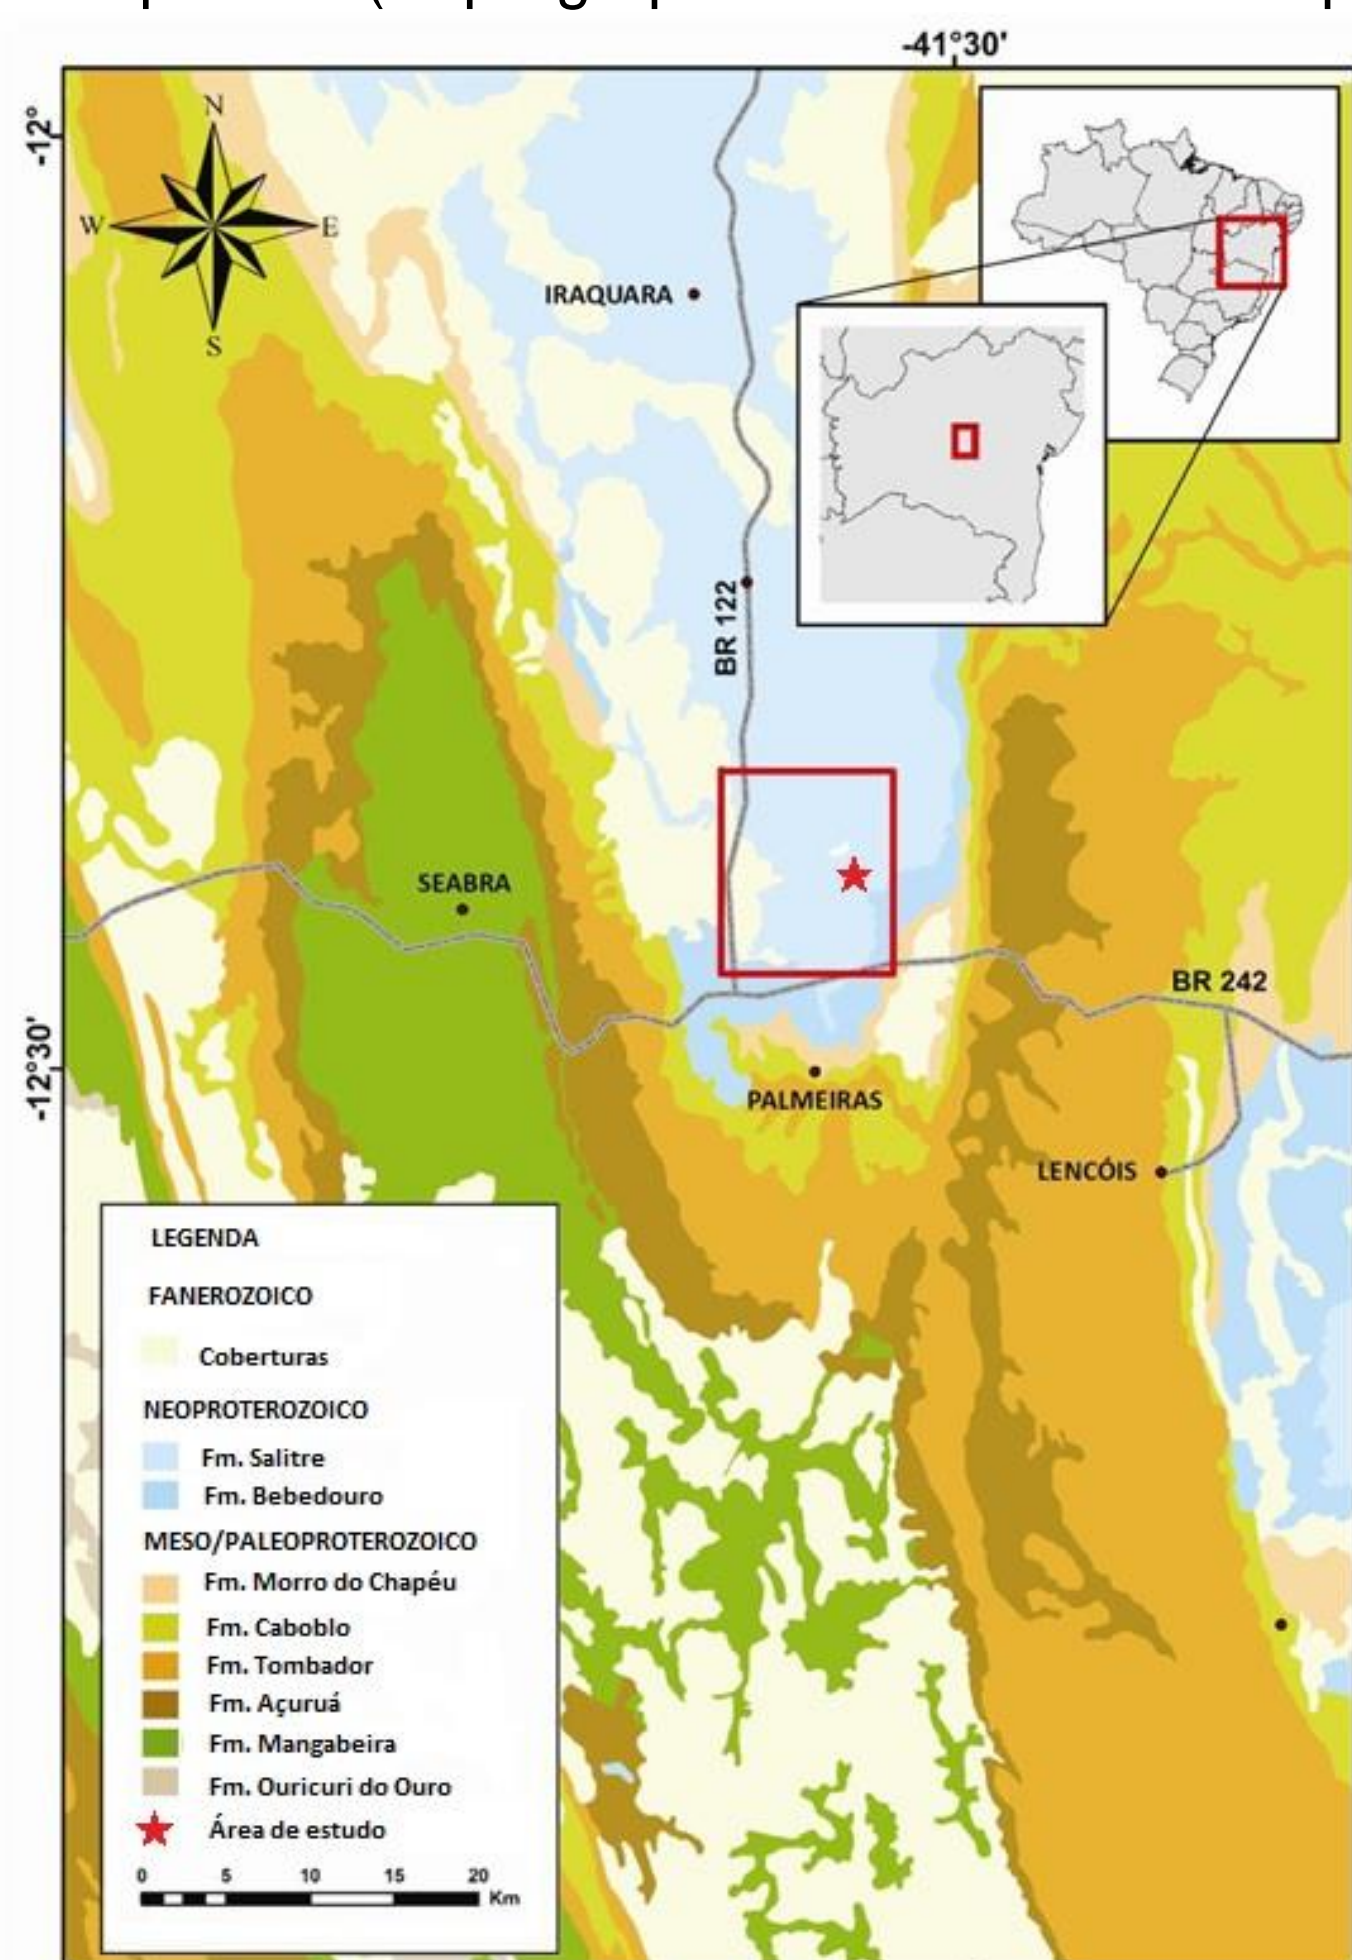 -41°30'
-12°
N
W
E
S
IRAQUARA
BR 122
SEABRA
BR 242
-12°30'
PALMEIRAS
LENCÓIS
LEGENDA
FANEROZOICO
Coberturas
NEOPROTEROZOICO
Fm. Salitre
Fm. Bebedouro
MESO/PALEOPROTEROZOICO
Fm. Morro do Chapéu
Fm. Caboblo
Fm. Tombador
Fm. Açuruá
Fm. Mangabeira
Fm. Ouricuri do Ouro
Área de estudo
0 5 10 15 20
Km